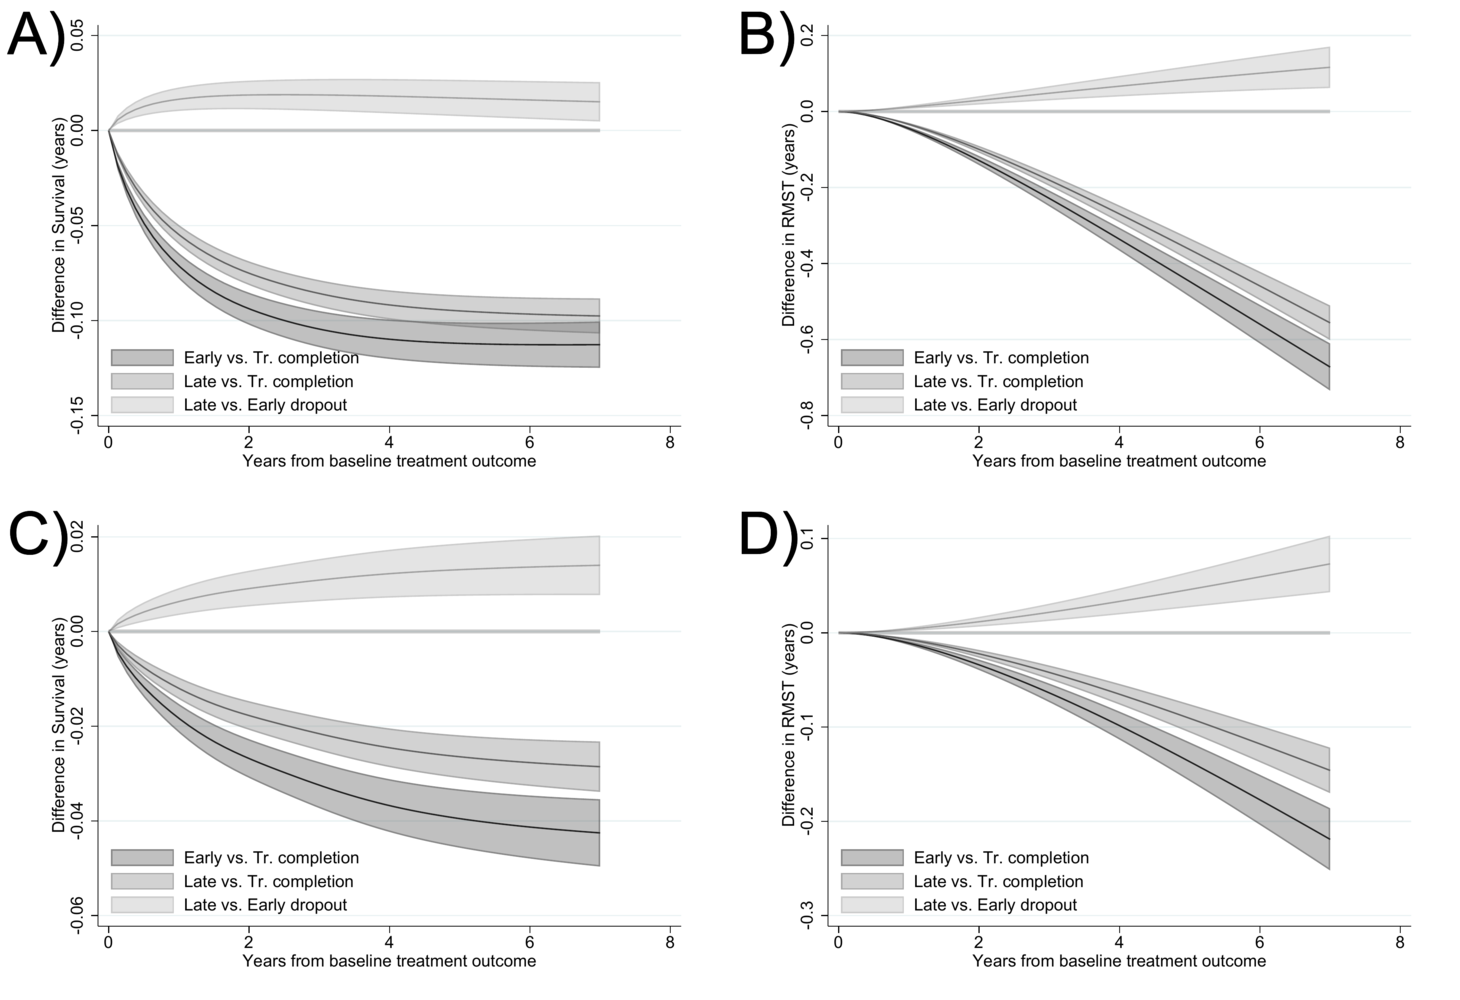 A)
0.05
0.00
-0.05
-0.10
-0.15
Difference in Survival (years)
Early vs. Tr. completion
Late vs. Tr. completion
Late vs. Early dropout
0 2 4 6 8
Years from baseline treatment outcome
B)
0.2
0.0
-0.2
-0.4
-0.6
-0.8
Difference in RMST (years)
Early vs. Tr. completion
Late vs. Tr. completion
Late vs. Early dropout
0 2 4 6 8
Years from baseline treatment outcome
C)
0.02
0.00
-0.02
-0.04
-0.06
Difference in Survival (years)
Early vs. Tr. completion
Late vs. Tr. completion
Late vs. Early dropout
0 2 4 6 8
Years from baseline treatment outcome
D)
0.1
0.0
-0.1
-0.2
-0.3
Difference in RMST (years)
Early vs. Tr. completion
Late vs. Tr. completion
Late vs. Early dropout
0 2 4 6 8
Years from baseline treatment outcome